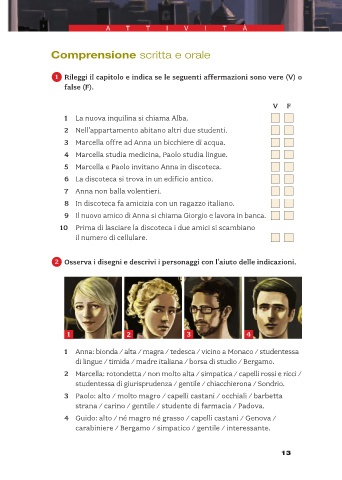 ATTIVITÀ
Comprensione scritta e orale
1 Rileggi il capitolo e indica se le seguenti affermazioni sono vere (V) o
false (F).
V F
1 La nuova inquilina si chiama Alba.
2 Nell'appartamento abitano altri due studenti.
3 Marcella offre ad Anna un bicchiere di acqua.
4 Marcella studia medicina, Paolo studia lingue.
5 Marcella e Paolo invitano Anna in discoteca.
6 La discoteca si trova in un edificio antico.
7 Anna non balla volentieri.
8 In discoteca fa amicizia con un ragazzo italiano.
9 Il nuovo amico di Anna si chiama Giorgio e lavora in banca.
10 Prima di lasciare la discoteca i due amici si scambiano
il numero di cellulare.
2 Osserva i disegni e descrivi i personaggi con l'aiuto delle indicazioni.
1 2 3 4
1 Anna: bionda / alta / magra / tedesca / vicino a Monaco / studentessa
di lingue / timida / madre italiana / borsa di studio / Bergamo.
2 Marcella: rotondetta / non molto alta / simpatica / capelli rossi e ricci /
studentessa di giurisprudenza / gentile / chiacchierona / Sondrio.
3 Paolo: alto / molto magro / capelli castani / occhiali / barbetta
strana / carino / gentile / studente di farmacia / Padova.
4 Guido: alto / né magro né grasso / capelli castani / Genova /
carabiniere / Bergamo / simpatico / gentile / interessante.
13